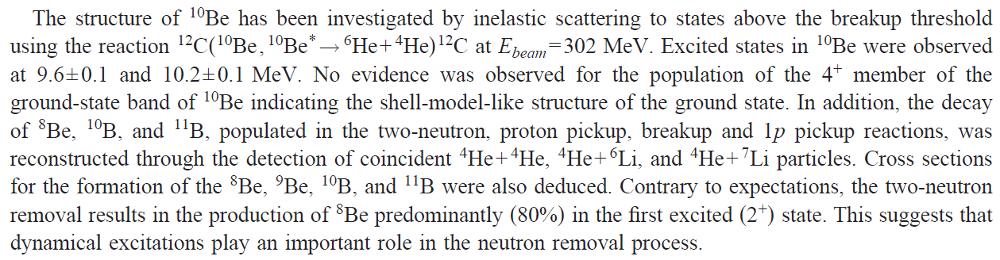 The structure of ¹⁰Be has been investigated by inelastic scattering to states above the breakup threshold
using the reaction ¹²C(¹⁰Be,¹⁰Be*→⁶He+⁴He)¹²C at E_beam=302 MeV. Excited states in ¹⁰Be were observed
at 9.6±0.1 and 10.2±0.1 MeV. No evidence was observed for the population of the 4⁺ member of the
ground-state band of ¹⁰Be indicating the shell-model-like structure of the ground state. In addition, the decay
of ⁸Be, ¹⁰B, and ¹¹B, populated in the two-neutron, proton pickup, breakup and 1p pickup reactions, was
reconstructed through the detection of coincident ⁴He+⁴He, ⁴He+⁶Li, and ⁴He+⁷Li particles. Cross sections
for the formation of the ⁸Be, ⁹Be, ¹⁰B, and ¹¹B were also deduced. Contrary to expectations, the two-neutron
removal results in the production of ⁸Be predominantly (80%) in the first excited (2⁺) state. This suggests that
dynamical excitations play an important role in the neutron removal process.